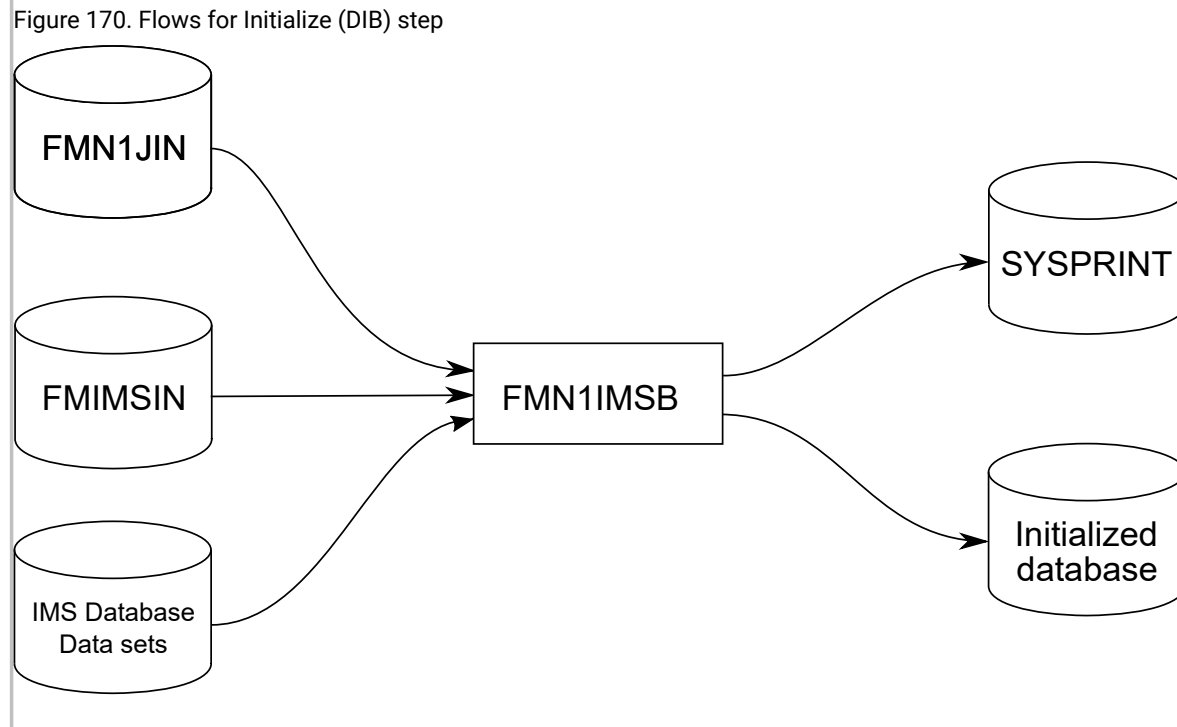 Figure 170. Flows for Initialize (DIB) step
FMN1JIN
FMIMSIN
IMS Database
Data sets
FMN1IMSB
SYSPRINT
Initialized
database